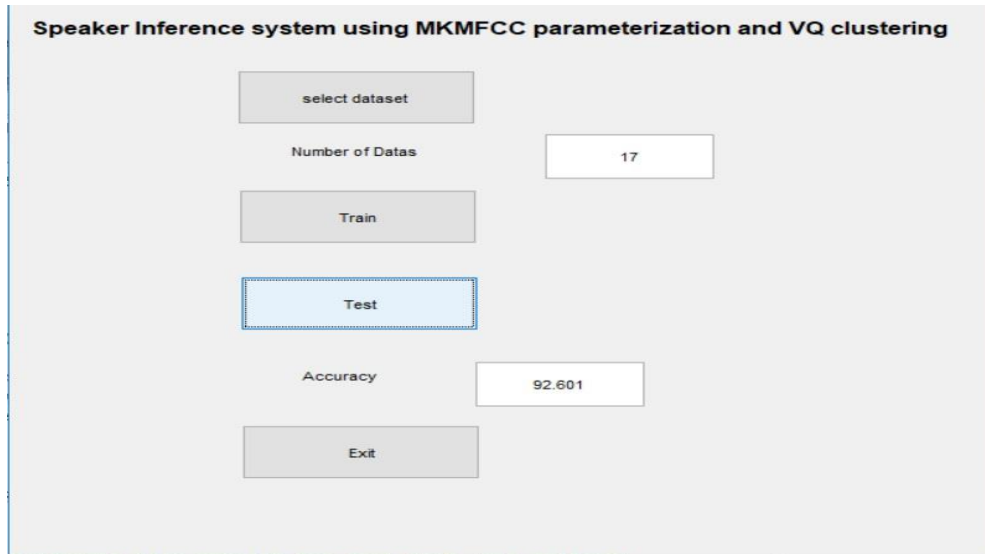 Speaker Inference system using MKMFCC parameterization and VQ clustering
select dataset
Number of Datas 17
Train
Test
Accuracy 92.601
Exit